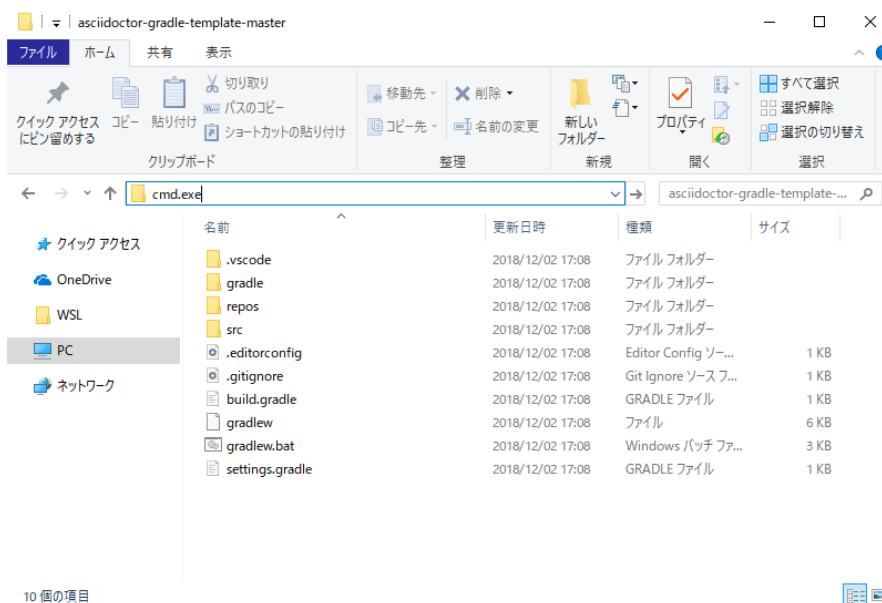 asciidoctor-gradle-template-master
ファイル ホーム 共有 表示
クイック アクセス
にピン留めする
コピー
貼り付け
切り取り
パスのコピー
ショートカットの貼り付け
クリップボード
移動先
コピー先
削除
名前の変更
整理
新しい
フォルダー
新規
プロパティ
開く
すべて選択
選択解除
選択の切り替え
選択
cmd.exe
asciidoctor-gradle-template-...
クイック アクセス
OneDrive
WSL
PC
ネットワーク
名前 更新日時 種類 サイズ
.vscode 2018/12/02 17:08 ファイル フォルダー
gradle 2018/12/02 17:08 ファイル フォルダー
repos 2018/12/02 17:08 ファイル フォルダー
src 2018/12/02 17:08 ファイル フォルダー
.editorconfig 2018/12/02 17:08 Editor Config ソー... 1 KB
.gitignore 2018/12/02 17:08 Git Ignore ソース フ... 1 KB
build.gradle 2018/12/02 17:08 GRADLE ファイル 1 KB
gradlew 2018/12/02 17:08 ファイル 6 KB
gradlew.bat 2018/12/02 17:08 Windows バッチ ファ... 3 KB
settings.gradle 2018/12/02 17:08 GRADLE ファイル 1 KB
10 個の項目